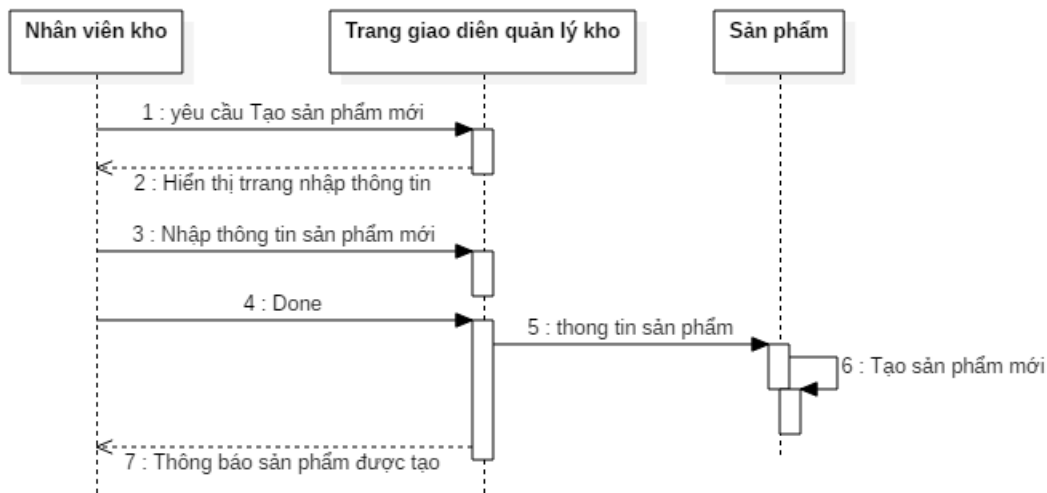 Nhân viên kho
Trang giao diên quản lý kho
Sản phẩm
1 : yêu cầu Tạo sản phẩm mới
2 : Hiển thị trrang nhập thông tin
3 : Nhập thông tin sản phẩm mới
4 : Done
5 : thong tin sản phẩm
6 : Tạo sản phẩm mới
7 : Thông báo sản phẩm được tạo